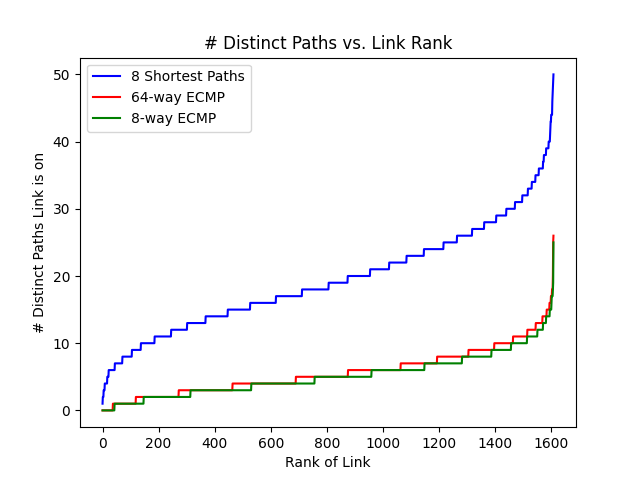 # Distinct Paths vs. Link Rank
8 Shortest Paths
64-way ECMP
8-way ECMP
# Distinct Paths Link is on
50
40
30
20
10
0
0 200 400 600 800 1000 1200 1400 1600
Rank of Link